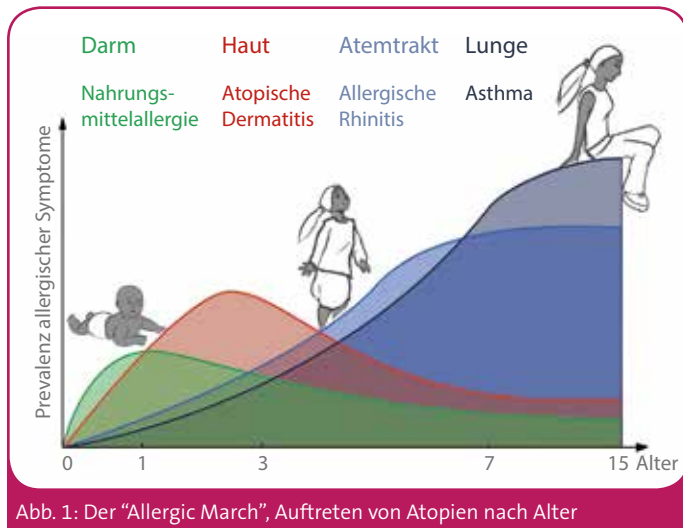 Darm Haut Atemtrakt Lunge
Nahrungs- Atopische Allergische Asthma
mittelallergie Dermatitis Rhinitis
Prevalenz allergischer Symptome
0 1 3 7 15 Alter
Abb. 1: Der “Allergic March”, Auftreten von Atopien nach Alter